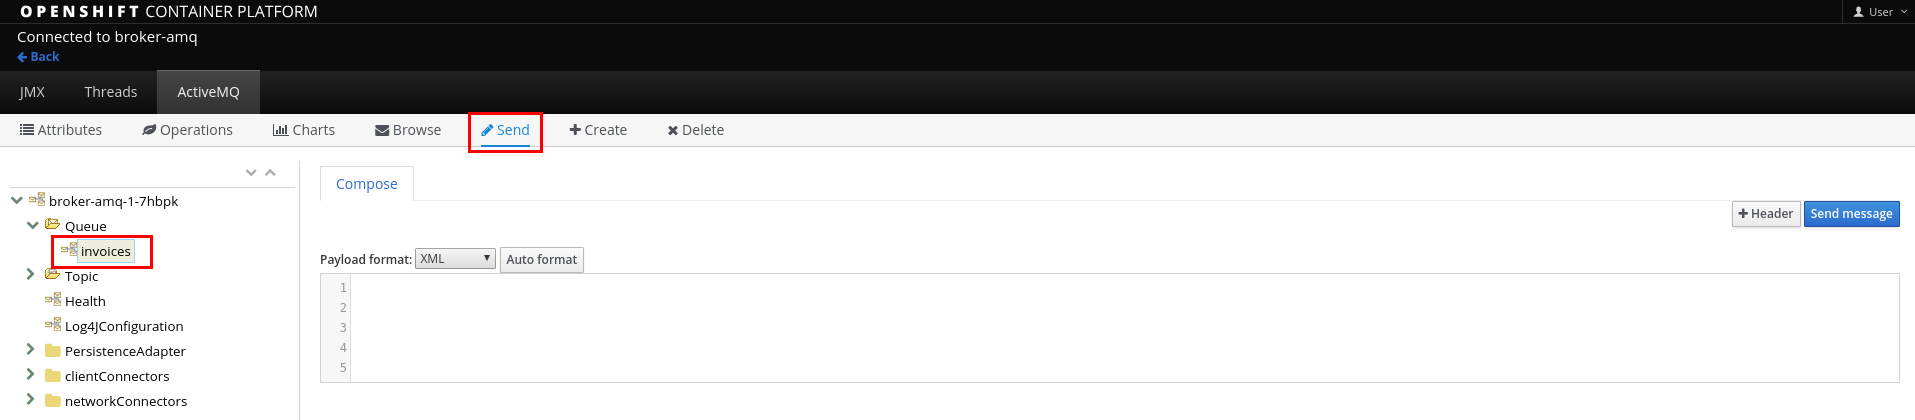 OPENSHIFT CONTAINER PLATFORM
User
Connected to broker-amq
Back
JMX Threads ActiveMQ
Attributes Operations Charts Browse Send Create Delete
broker-amq-1-7hbpk
Queue
invoices
Topic
Health
Log4JConfiguration
PersistenceAdapter
clientConnectors
networkConnectors
Compose
Header Send message
Payload format: XML Auto format
1
2
3
4
5